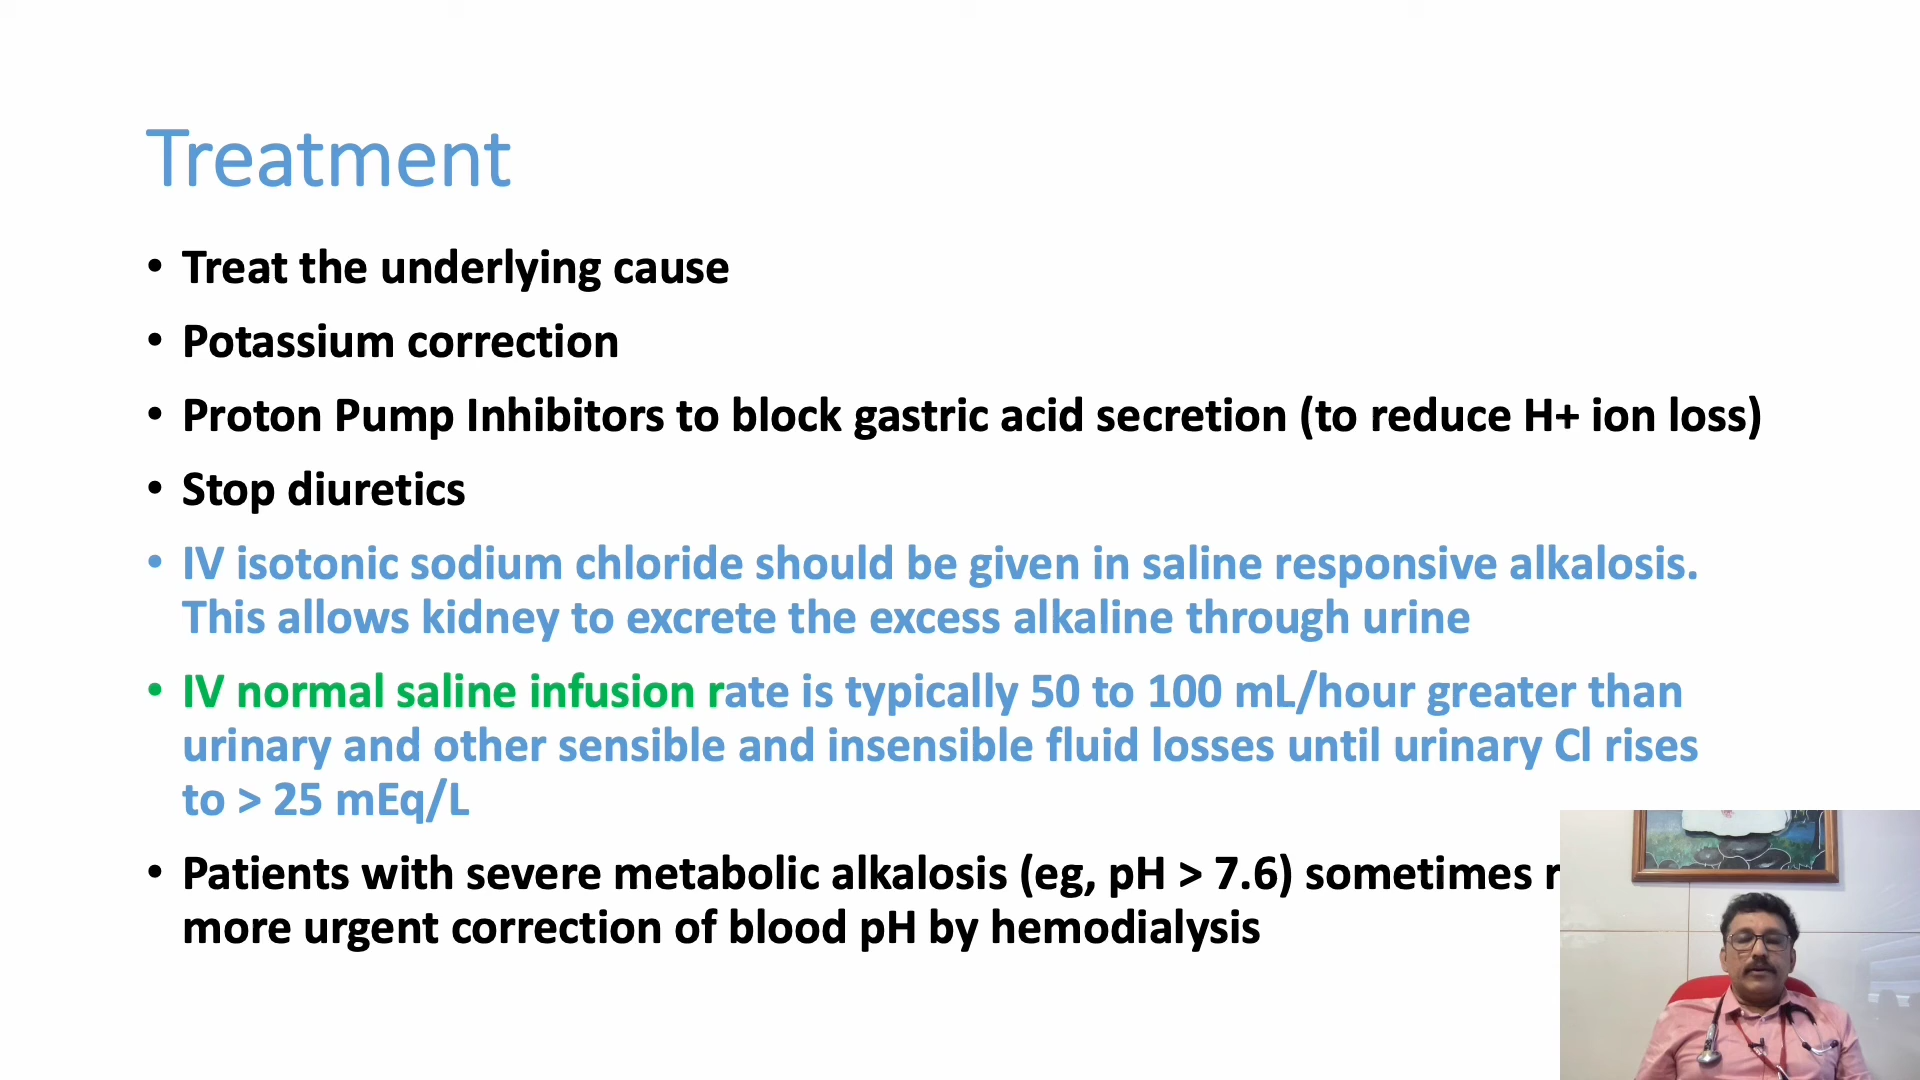 Treatment
• Treat the underlying cause
• Potassium correction
• Proton Pump Inhibitors to block gastric acid secretion (to reduce H+ ion loss)
• Stop diuretics
• IV isotonic sodium chloride should be given in saline responsive alkalosis.
This allows kidney to excrete the excess alkaline through urine
• IV normal saline infusion rate is typically 50 to 100 mL/hour greater than
urinary and other sensible and insensible fluid losses until urinary Cl rises
to > 25 mEq/L
• Patients with severe metabolic alkalosis (eg, pH > 7.6) sometimes
more urgent correction of blood pH by hemodialysis